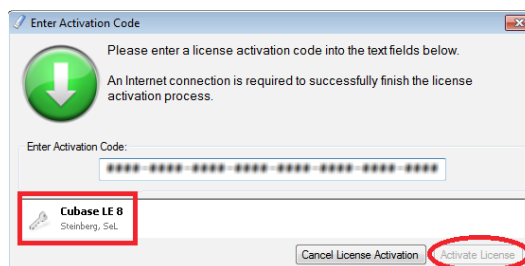 Enter Activation Code
Please enter a license activation code into the text fields below.
An Internet connection is required to successfully finish the license
activation process.
Enter Activation Code:
####-####-####-####-####-####-####-####
Cubase LE 8
Steinberg, SeL
Cancel License Activation
Activate License